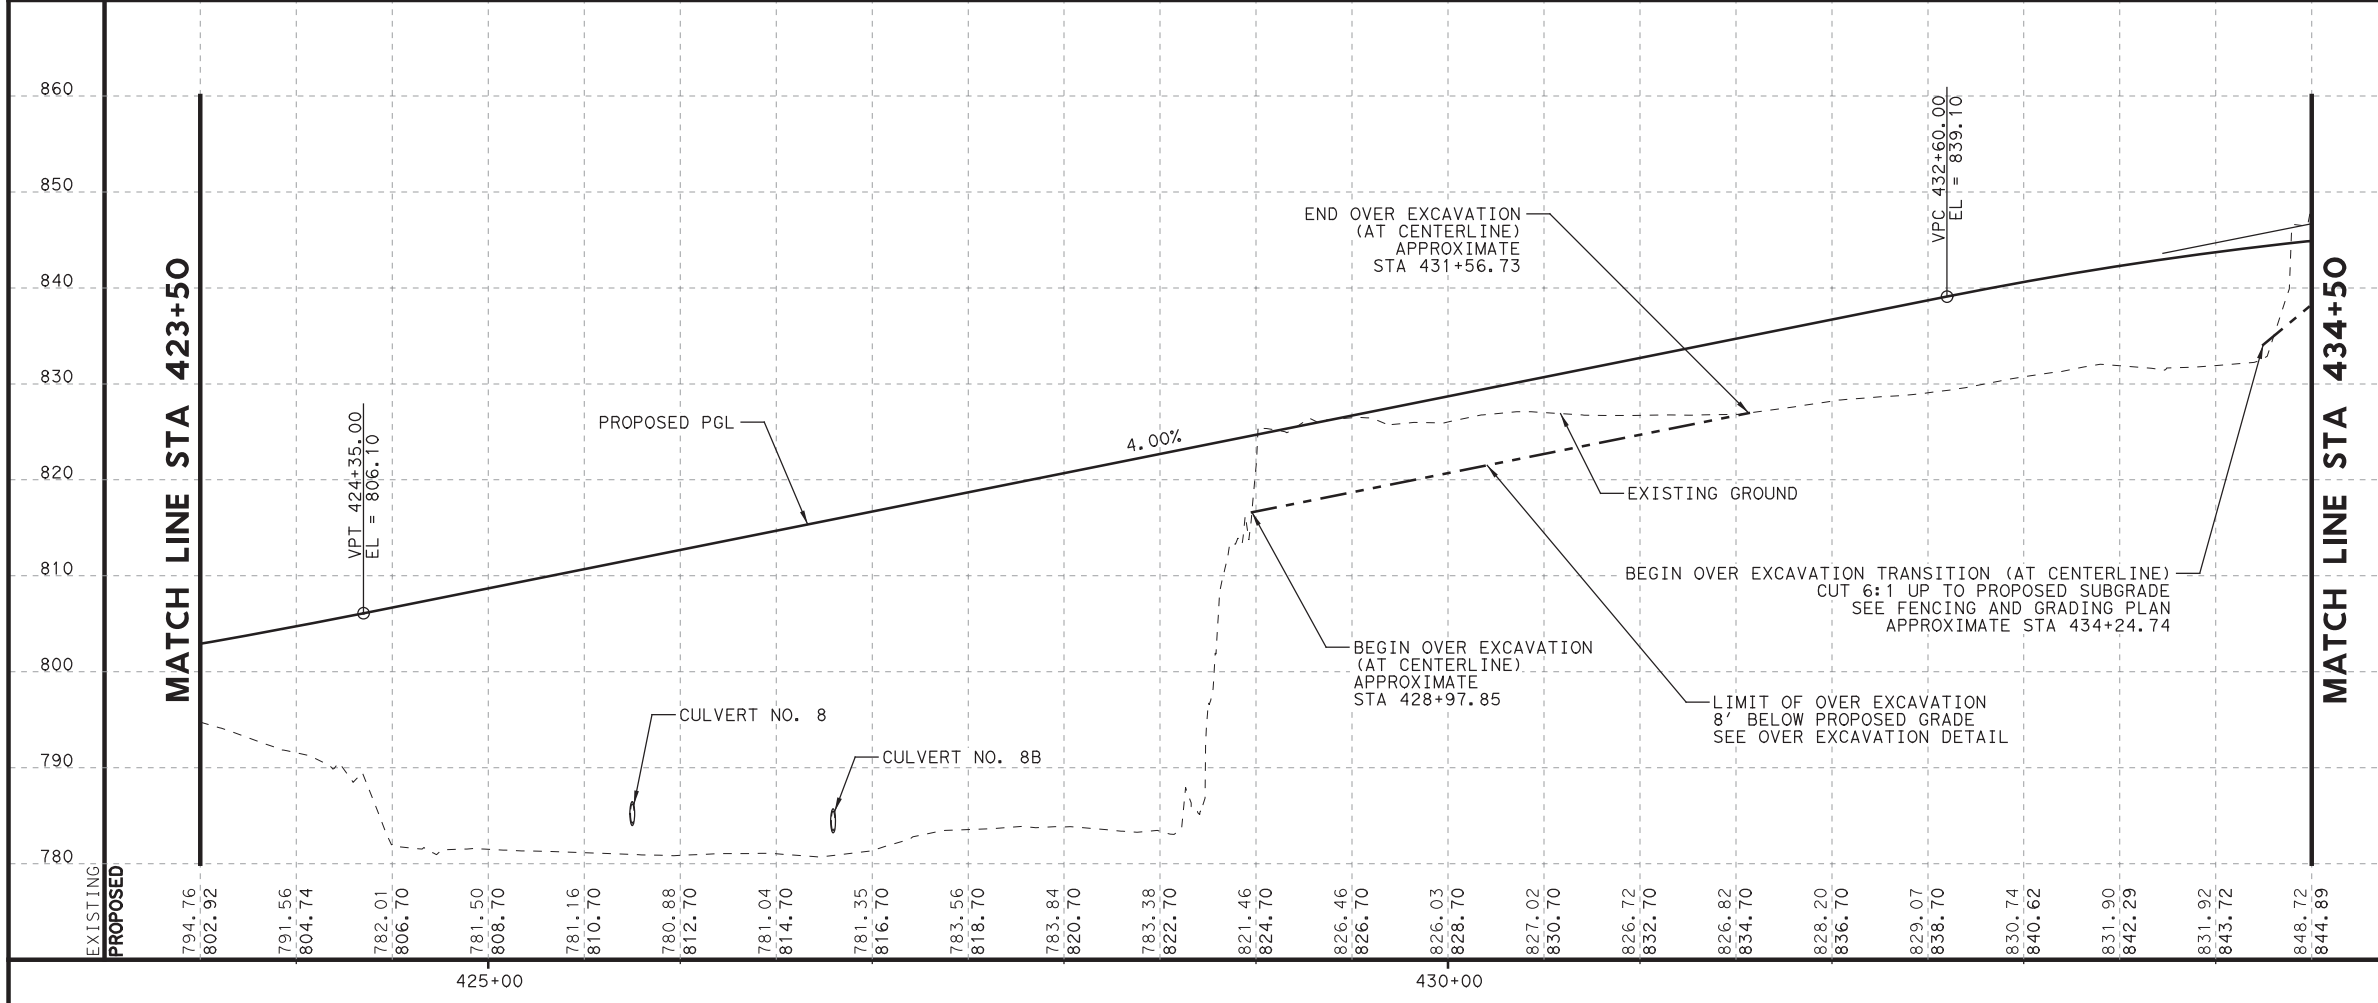 860
850
840
830
820
810
800
790
780
MATCH LINE STA 423+50
VPT 424+35.00
EL = 806.10
PROPOSED PGL
4.00%
END OVER EXCAVATION
(AT CENTERLINE)
APPROXIMATE
STA 431+56.73
VPC 432+60.00
EL = 839.10
EXISTING GROUND
BEGIN OVER EXCAVATION TRANSITION (AT CENTERLINE)
CUT 6:1 UP TO PROPOSED SUBGRADE
SEE FENCING AND GRADING PLAN
APPROXIMATE STA 434+24.74
BEGIN OVER EXCAVATION
(AT CENTERLINE)
APPROXIMATE
STA 428+97.85
LIMIT OF OVER EXCAVATION
8' BELOW PROPOSED GRADE
SEE OVER EXCAVATION DETAIL
CULVERT NO. 8
CULVERT NO. 8B
MATCH LINE STA 434+50
EXISTING
PROPOSED
794.76
802.92
791.56
804.74
782.01
806.70
781.50
808.70
781.16
810.70
780.88
812.70
781.04
814.70
781.35
816.70
783.56
818.70
783.84
820.70
783.38
822.70
821.46
824.70
826.46
826.70
826.03
828.70
827.02
830.70
826.72
832.70
826.82
834.70
828.20
836.70
829.07
838.70
830.74
840.62
831.90
842.29
831.92
843.72
848.72
844.89
425+00
430+00